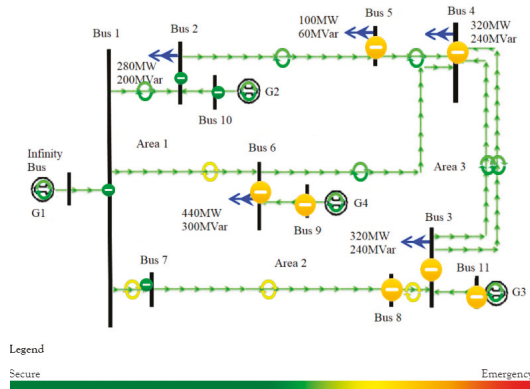 Bus 1
Bus 2
Bus 5
Bus 4
100MW
60MVar
320MW
240MVar
280MW
200MVar
G2
Bus 10
Area 1
Bus 6
Area 3
Infinity
Bus
G1
440MW
300MVar
G4
Bus 9
Bus 3
320MW
240MVar
Bus 7
Area 2
Bus 11
G3
Bus 8
Legend
Secure
Emergency